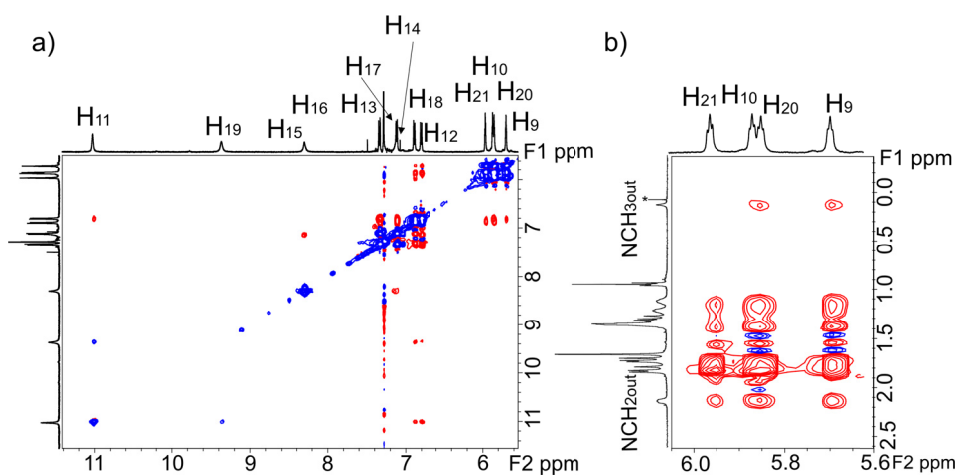 a)
b)
H14
H17
H10
H11
H16
H13
H18
H21
H20
H19
H15
H12
H9
H21
H10
H20
H9
F1 ppm
F1 ppm
7
8
9
10
11
11
10
9
8
7
6
F2 ppm
NCH3out
*
NCH2out
0.0
0.5
1.0
1.5
2.0
2.5
6.0
5.8
5.6
F2 ppm